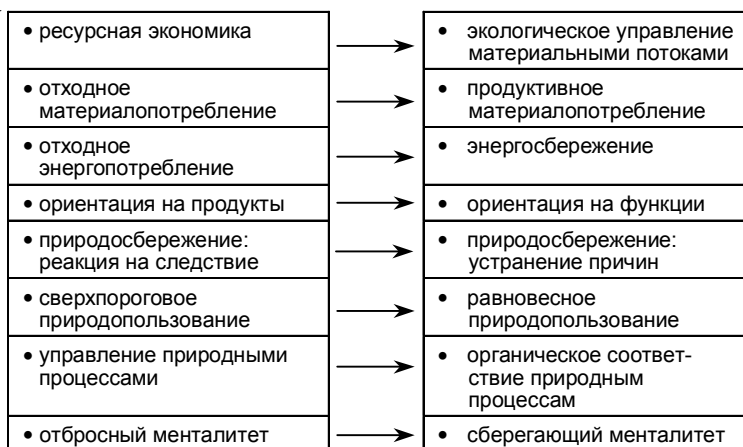 • ресурсная экономика
• экологическое управление
материальными потоками
• отходное
материалопотребление
• продуктивное
материалопотребление
• отходное
энергопотребление
• энергосбережение
• ориентация на продукты
• ориентация на функции
• природосбережение:
реакция на следствие
• природосбережение:
устранение причин
• сверхпороговое
природопользование
• равновесное
природопользование
• управление природными
процессами
• органическое соответ-
ствие природным
процессам
• отбросный менталитет
• сберегающий менталитет